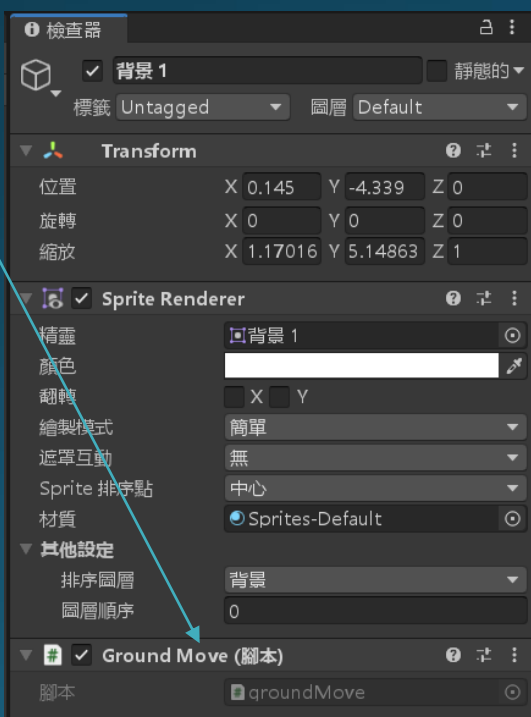 檢查器
背景 1 靜態的
標籤 Untagged 圖層 Default
Transform
位置 X 0.145 Y -4.339 Z 0
旋轉 X 0 Y 0 Z 0
縮放 X 1.17016 Y 5.14863 Z 1
Sprite Renderer
精靈 背景 1
顏色
翻轉 X Y
繪製模式 簡單
遮罩互動 無
Sprite 排序點 中心
材質 Sprites-Default
其他設定
排序圖層 背景
圖層順序 0
Ground Move (腳本)
腳本 groundMove